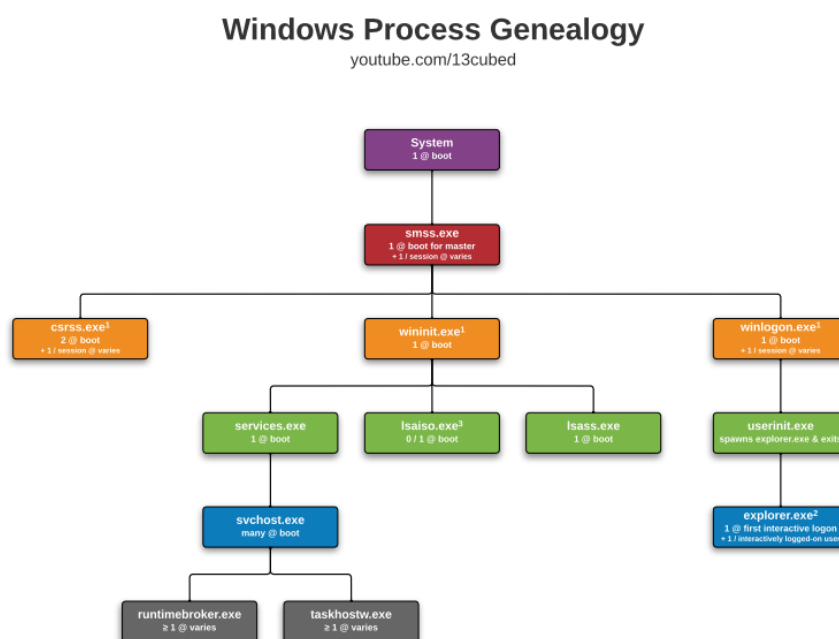 Windows Process Genealogy
youtube.com/13cubed
System
1 @ boot
smss.exe
1 @ boot for master
+ 1 / session @ varies
csrss.exe¹
2 @ boot
+ 1 / session @ varies
wininit.exe¹
1 @ boot
winlogon.exe¹
1 @ boot
+ 1 / session @ varies
services.exe
1 @ boot
lsaiso.exe³
0 / 1 @ boot
lsass.exe
1 @ boot
userinit.exe
spawns explorer.exe & exits
svchost.exe
many @ boot
explorer.exe²
1 @ first interactive logon
+ 1 / interactively logged-on user
runtimebroker.exe
≥ 1 @ varies
taskhostw.exe
≥ 1 @ varies